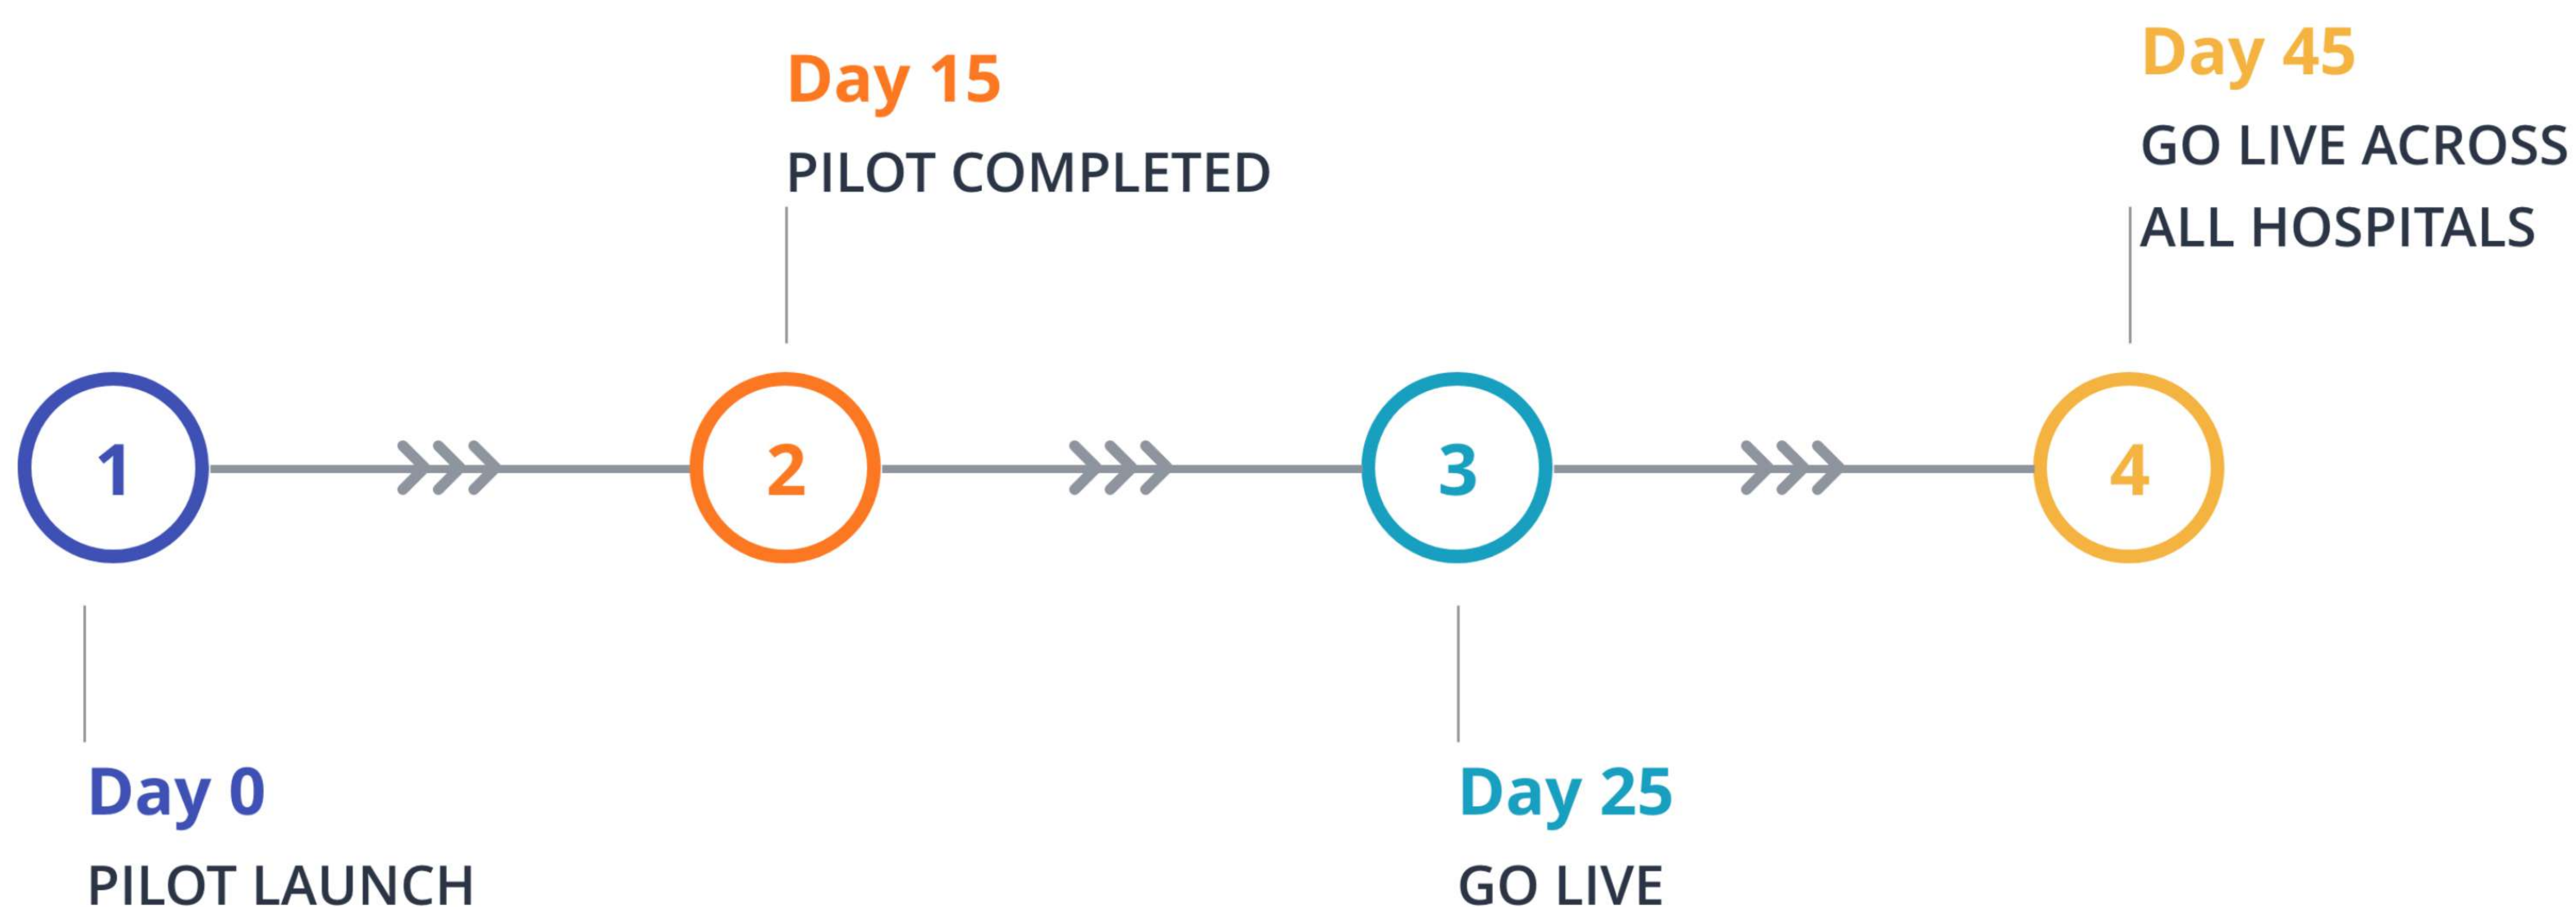 Day 0
PILOT LAUNCH
1
Day 15
PILOT COMPLETED
2
3
Day 25
GO LIVE
Day 45
GO LIVE ACROSS
ALL HOSPITALS
4